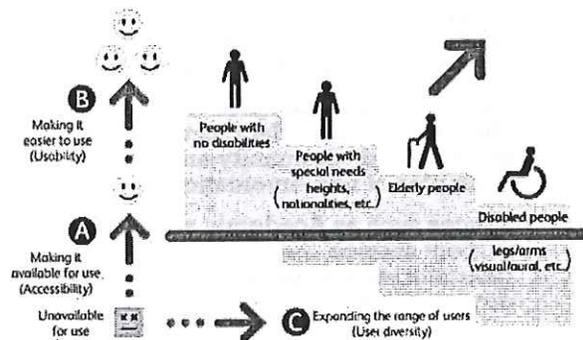 B
Making it
easier to use
(Usability)
A
Making it
available for use
(Accessibility)
Unavailable
for use
People with
no disabilities
People with
special needs
(heights,
nationalities, etc.)
Elderly people
Disabled people
(legs/arms
visual/aural, etc.)
C Expanding the range of users
(User diversity)